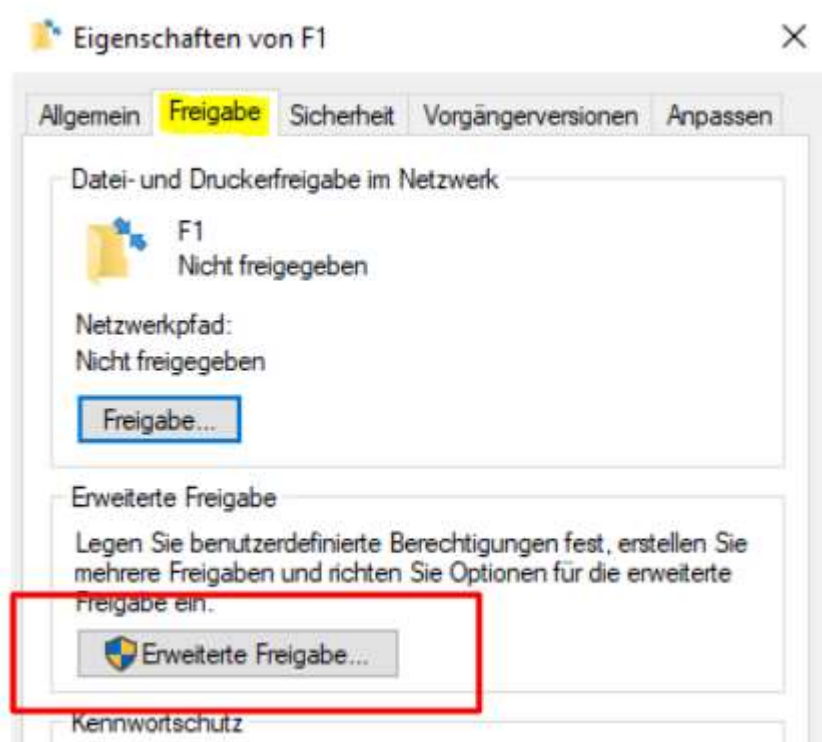 Eigenschaften von F1
Allgemein Freigabe Sicherheit Vorgängerversionen Anpassen
Datei- und Druckerfreigabe im Netzwerk
F1
Nicht freigegeben
Netzwerkpfad:
Nicht freigegeben
Freigabe...
Erweiterte Freigabe
Legen Sie benutzerdefinierte Berechtigungen fest, erstellen Sie
mehrere Freigaben und richten Sie Optionen für die erweiterte
Freigabe ein.
Erweiterte Freigabe...
Kennwortschutz